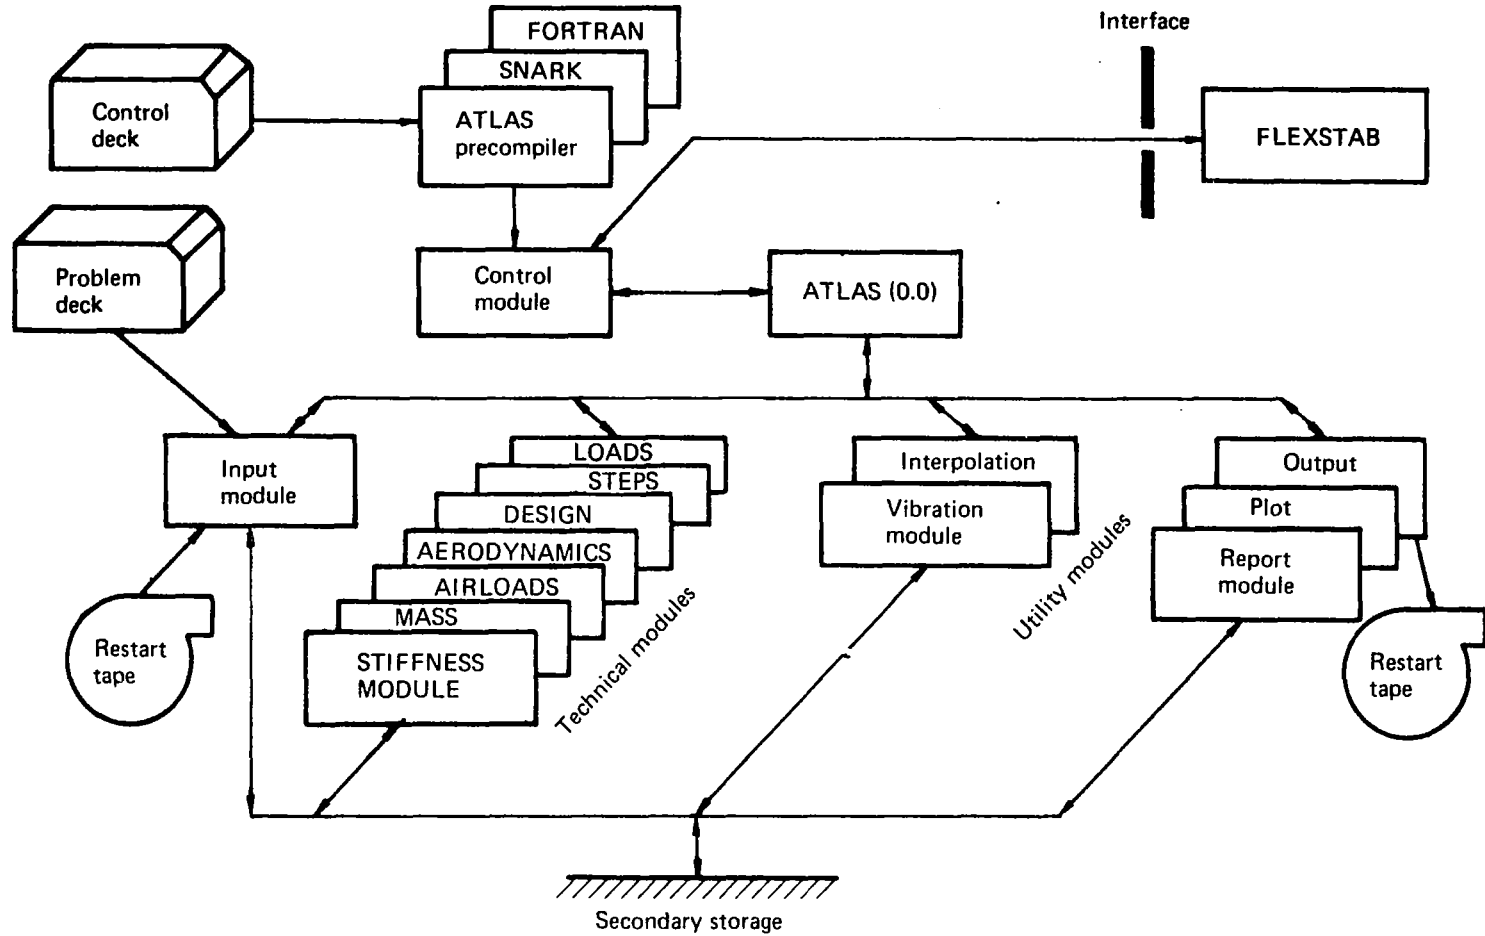 FORTRAN
SNARK
ATLAS
precompiler
Control
deck
Interface
FLEXSTAB
Problem
deck
Control
module
ATLAS (0.0)
Input
module
LOADS
STEPS
DESIGN
AERODYNAMICS
AIRLOADS
MASS
STIFFNESS
MODULE
Technical modules
Interpolation
Vibration
module
Utility modules
Output
Plot
Report
module
Restart
tape
Restart
tape
Secondary storage